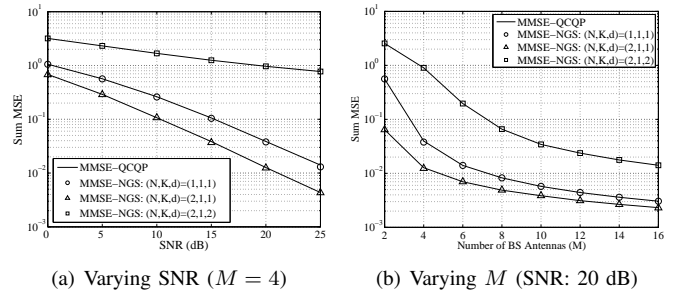 10^2
10^1
10^0
10^-1
10^-2
10^-3
Sum MSE
MMSE−QCQP
MMSE−NGS: (N,K,d)=(1,1,1)
MMSE−NGS: (N,K,d)=(2,1,1)
MMSE−NGS: (N,K,d)=(2,1,2)
0 5 10 15 20 25
SNR (dB)
(a) Varying SNR (M = 4)
10^1
10^0
10^-1
10^-2
10^-3
Sum MSE
MMSE−QCQP
MMSE−NGS: (N,K,d)=(1,1,1)
MMSE−NGS: (N,K,d)=(2,1,1)
MMSE−NGS: (N,K,d)=(2,1,2)
2 4 6 8 10 12 14 16
Number of BS Antennas (M)
(b) Varying M (SNR: 20 dB)